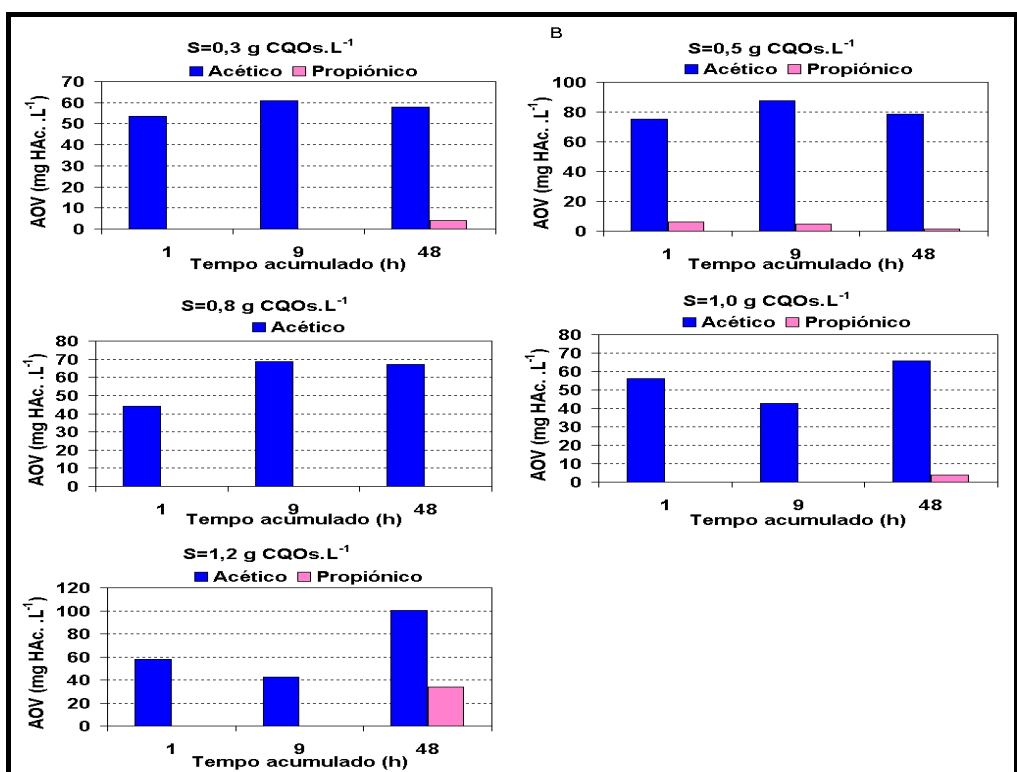 B
S=0,3 g CQOs.L-1
Acético Propiónico
AOV (mg HAc. .L-1)
70
60
50
40
30
20
10
0
1 9 48
Tempo acumulado (h)
S=0,5 g CQOs.L-1
Acético Propiónico
AOV (mg HAc. .L-1)
100
80
60
40
20
0
1 9 48
Tempo acumulado (h)
S=0,8 g CQOs.L-1
Acético
AOV (mg HAc. .L-1)
80
70
60
50
40
30
20
10
0
1 9 48
Tempo acumulado (h)
S=1,0 g CQOs.L-1
Acético Propiónico
AOV (mg HAc. .L-1)
80
70
60
50
40
30
20
10
0
1 9 48
Tempo acumulado (h)
S=1,2 g CQOs.L-1
Acético Propiónico
AOV (mg HAc. .L-1)
120
100
80
60
40
20
0
1 9 48
Tempo acumulado (h)